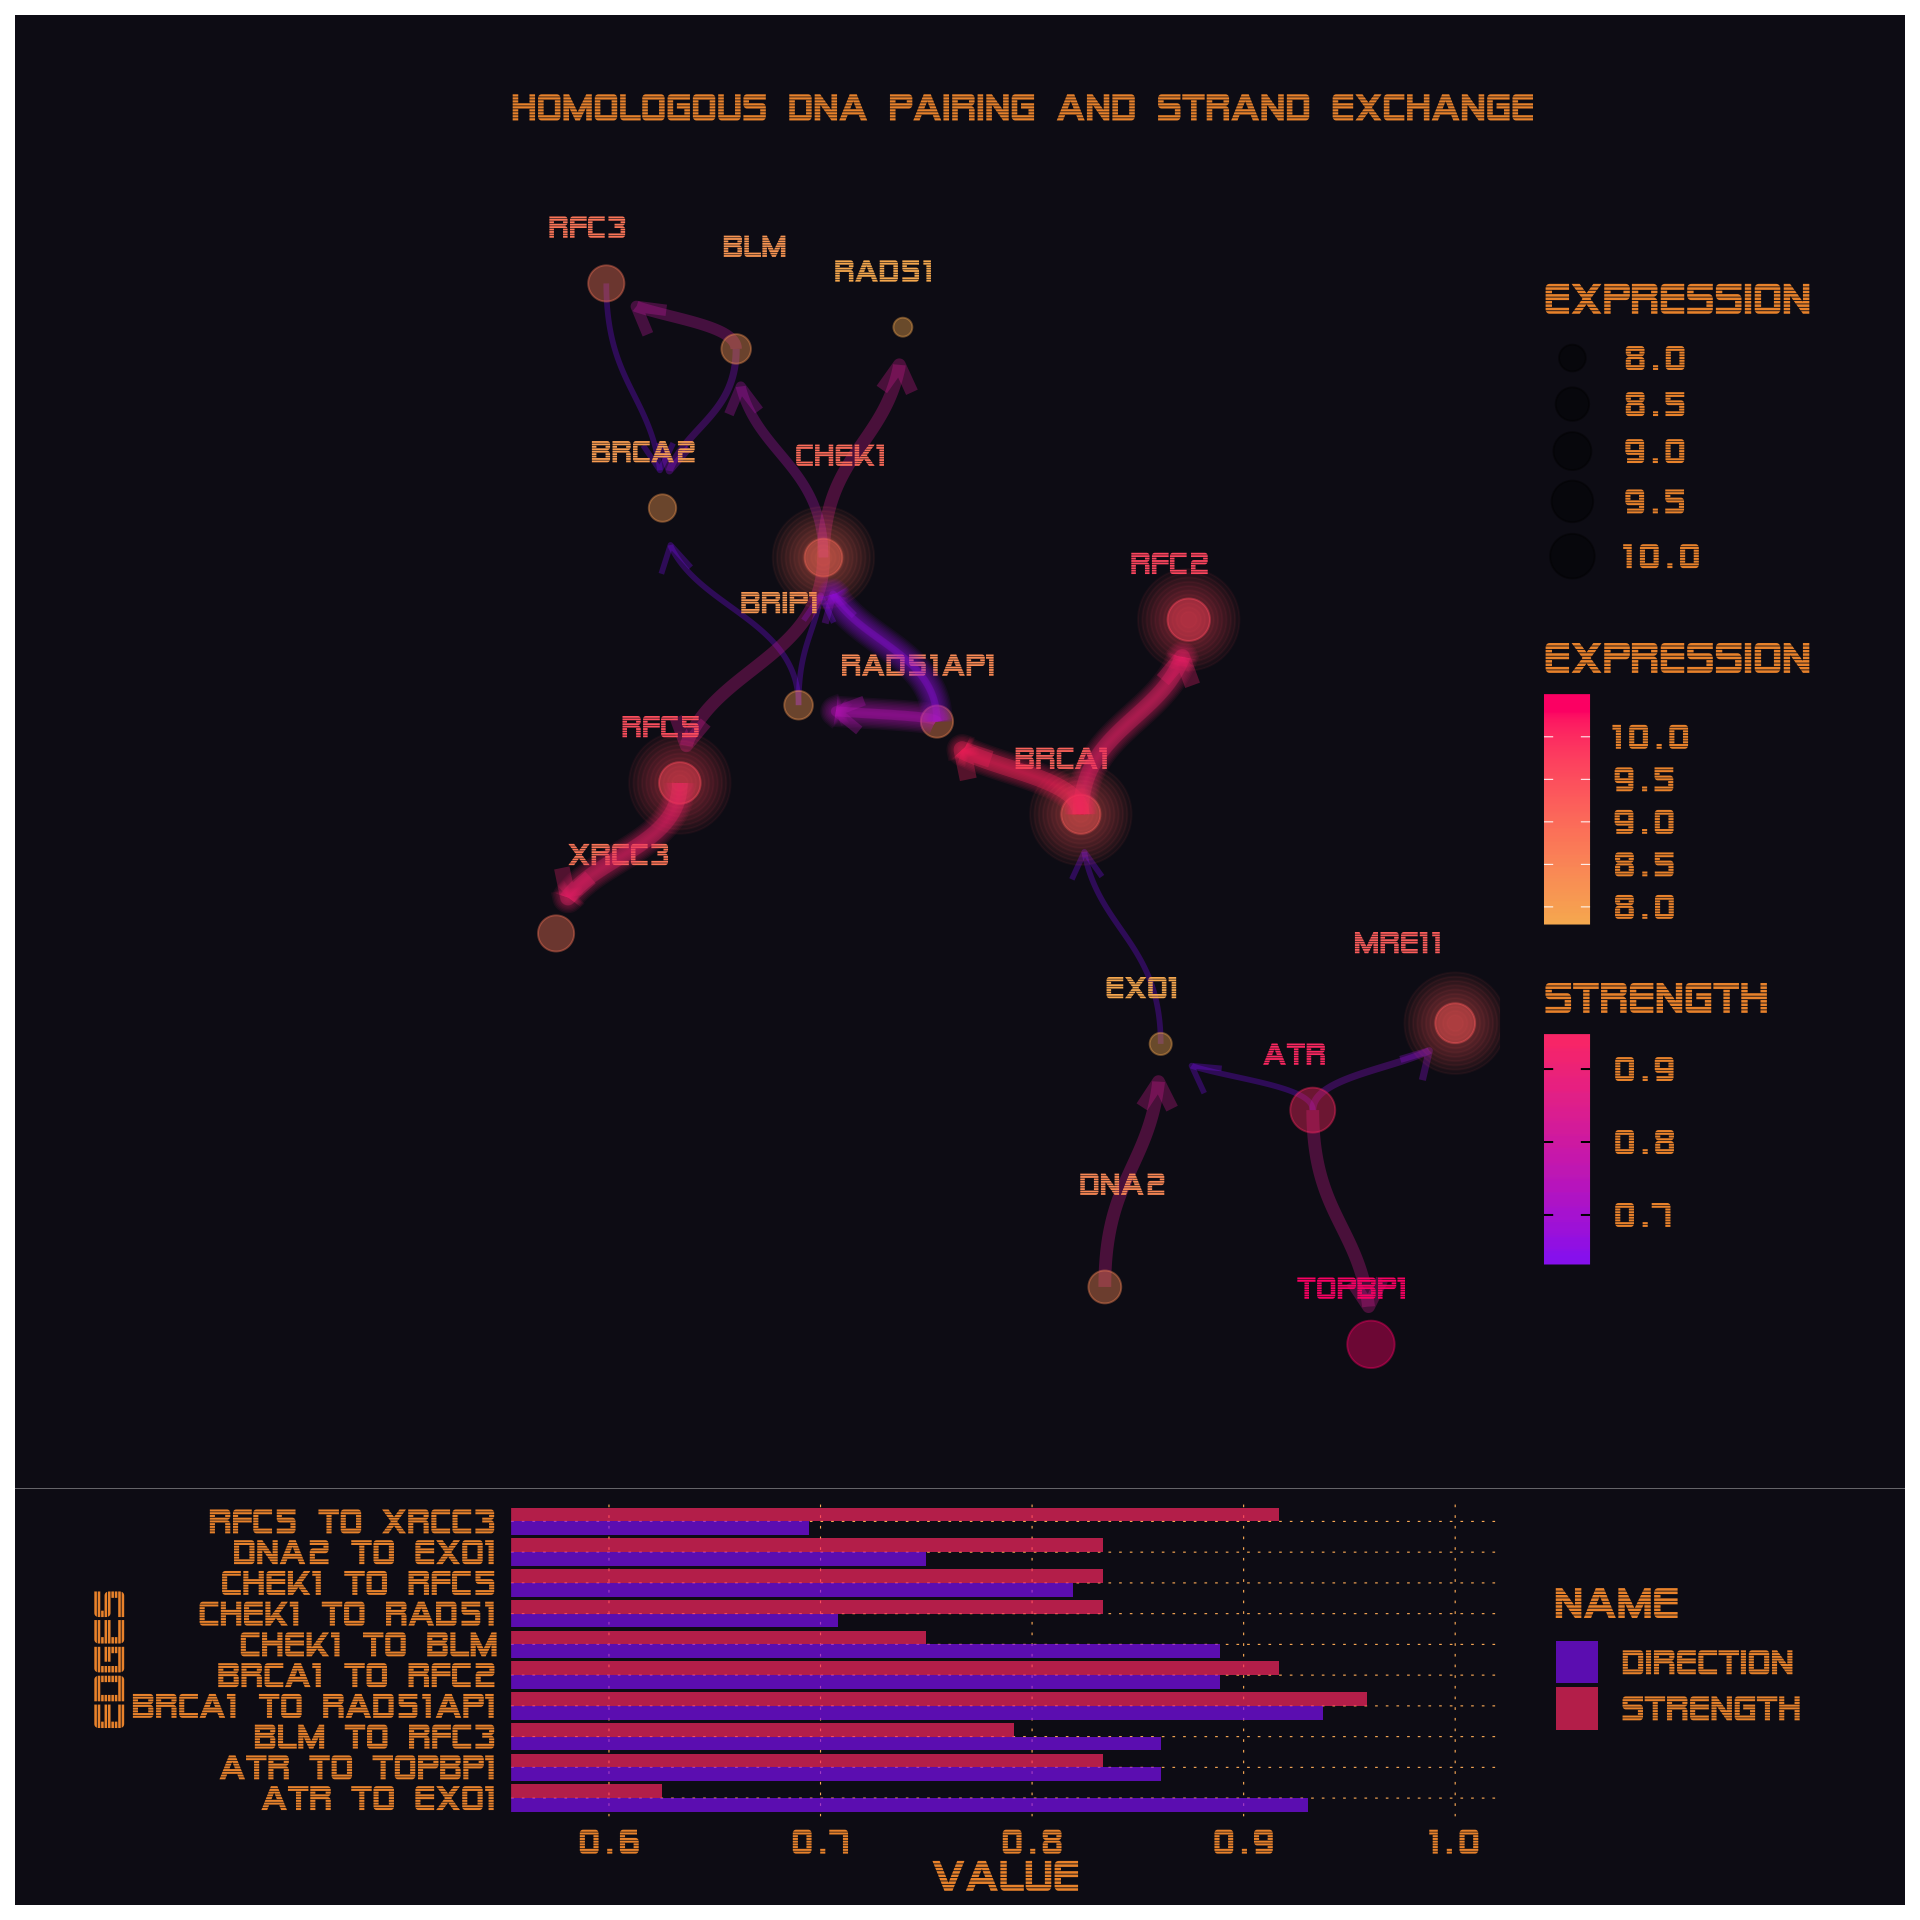 HOMOLOGOUS DNA PAIRING AND STRAND EXCHANGE
RFC3
BLM
RAD51
BRCA2
CHEK1
RFC2
BRIP1
RAD51AP1
RFC5
BRCA1
XRCC3
MRE11
EXO1
ATR
DNA2
TOPBP1
EXPRESSION
8.0
8.5
9.0
9.5
10.0
EXPRESSION
10.0
9.5
9.0
8.5
8.0
STRENGTH
0.9
0.8
0.7
EDGES
RFC5 TO XRCC3
DNA2 TO EXO1
CHEK1 TO RFC5
CHEK1 TO RAD51
CHEK1 TO BLM
BRCA1 TO RFC2
BRCA1 TO RAD51AP1
BLM TO RFC3
ATR TO TOPBP1
ATR TO EXO1
0.6 0.7 0.8 0.9 1.0
VALUE
NAME
DIRECTION
STRENGTH